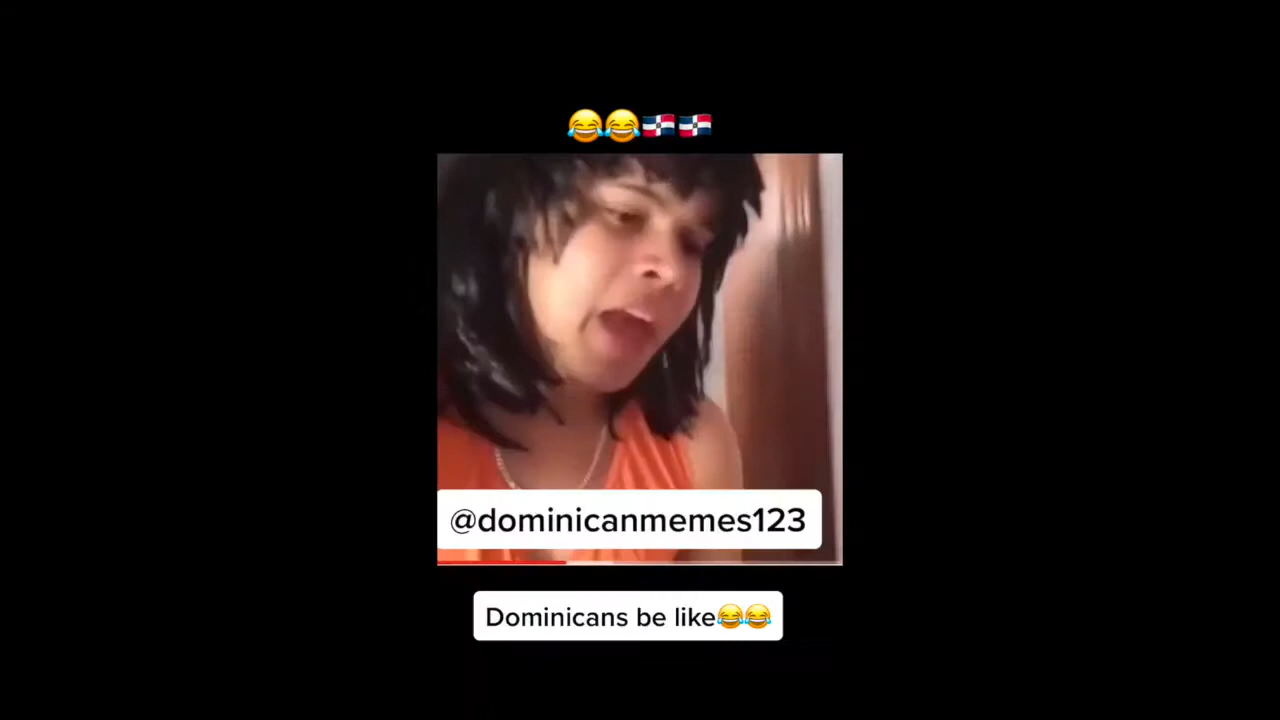 😂😂🇩🇴🇩🇴
@dominicanmemes123
Dominicans be like😂😂